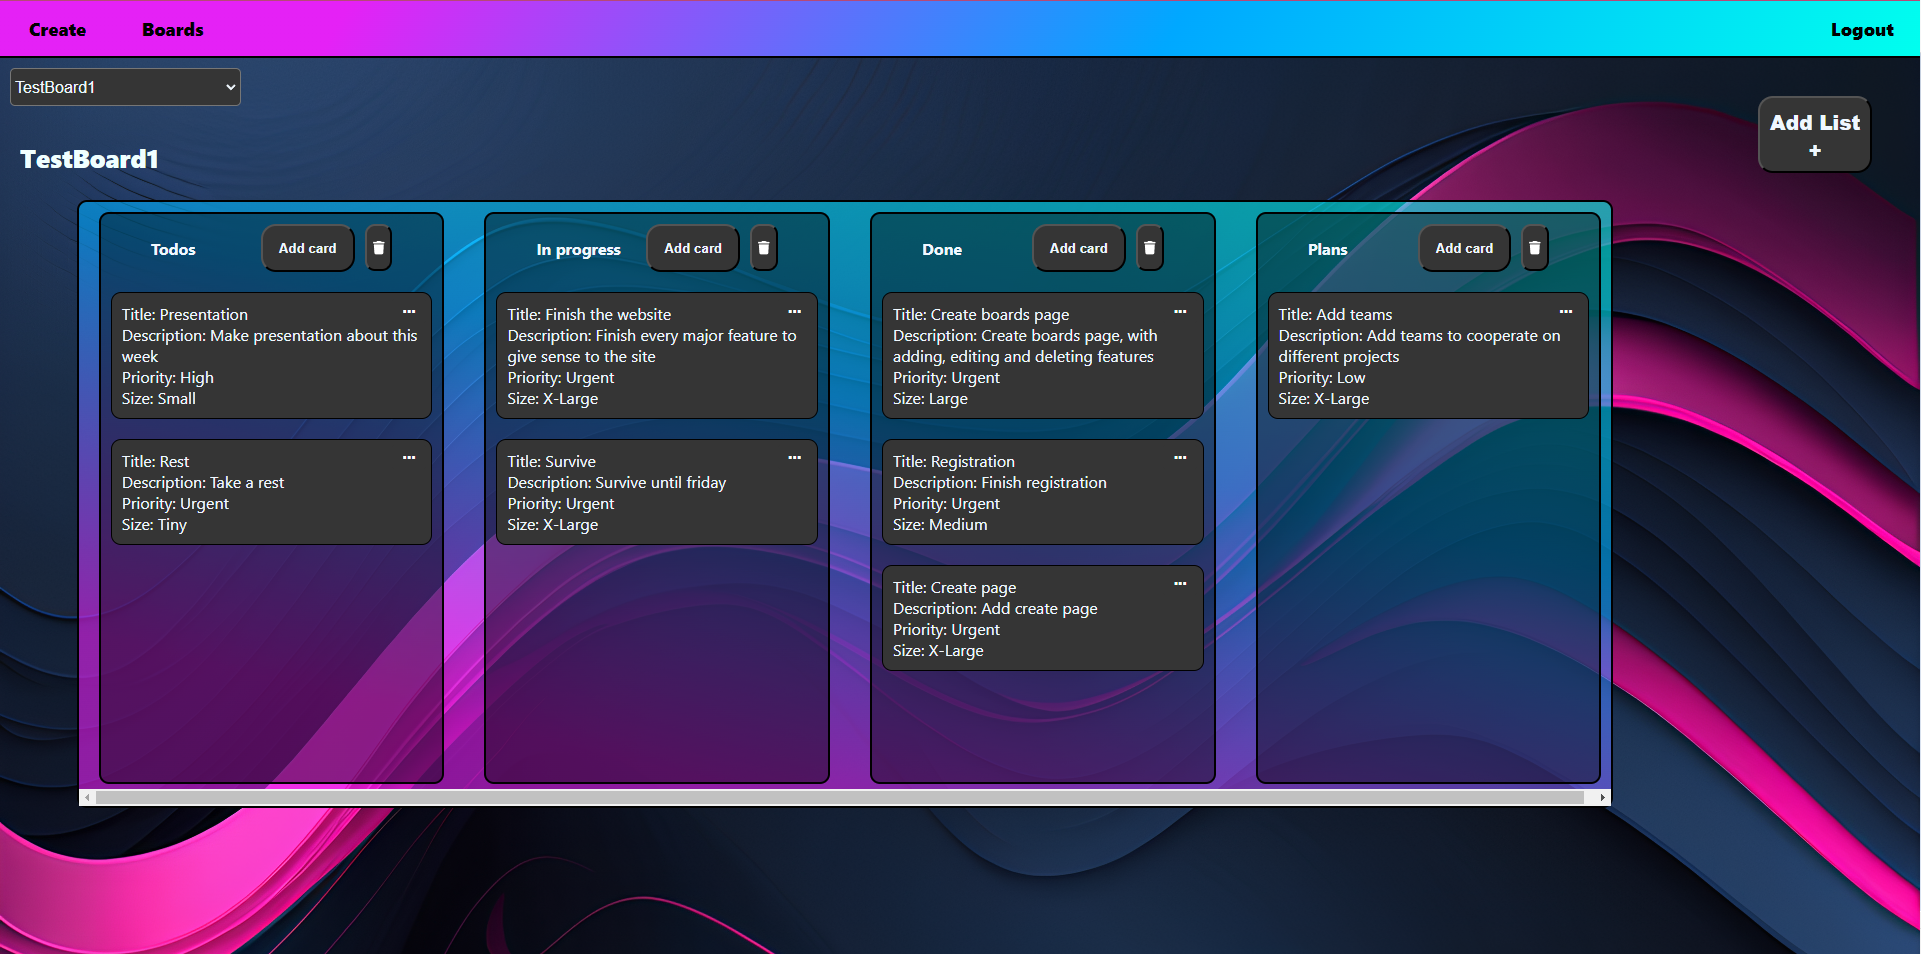 Create
Boards
Logout
TestBoard1
Add List
+
TestBoard1
Todos
Add card
Title: Presentation
Description: Make presentation about this
week
Priority: High
Size: Small
Title: Rest
Description: Take a rest
Priority: Urgent
Size: Tiny
In progress
Add card
Title: Finish the website
Description: Finish every major feature to
give sense to the site
Priority: Urgent
Size: X-Large
Title: Survive
Description: Survive until friday
Priority: Urgent
Size: X-Large
Done
Add card
Title: Create boards page
Description: Create boards page, with
adding, editing and deleting features
Priority: Urgent
Size: Large
Title: Registration
Description: Finish registration
Priority: Urgent
Size: Medium
Title: Create page
Description: Add create page
Priority: Urgent
Size: X-Large
Plans
Add card
Title: Add teams
Description: Add teams to cooperate on
different projects
Priority: Low
Size: X-Large